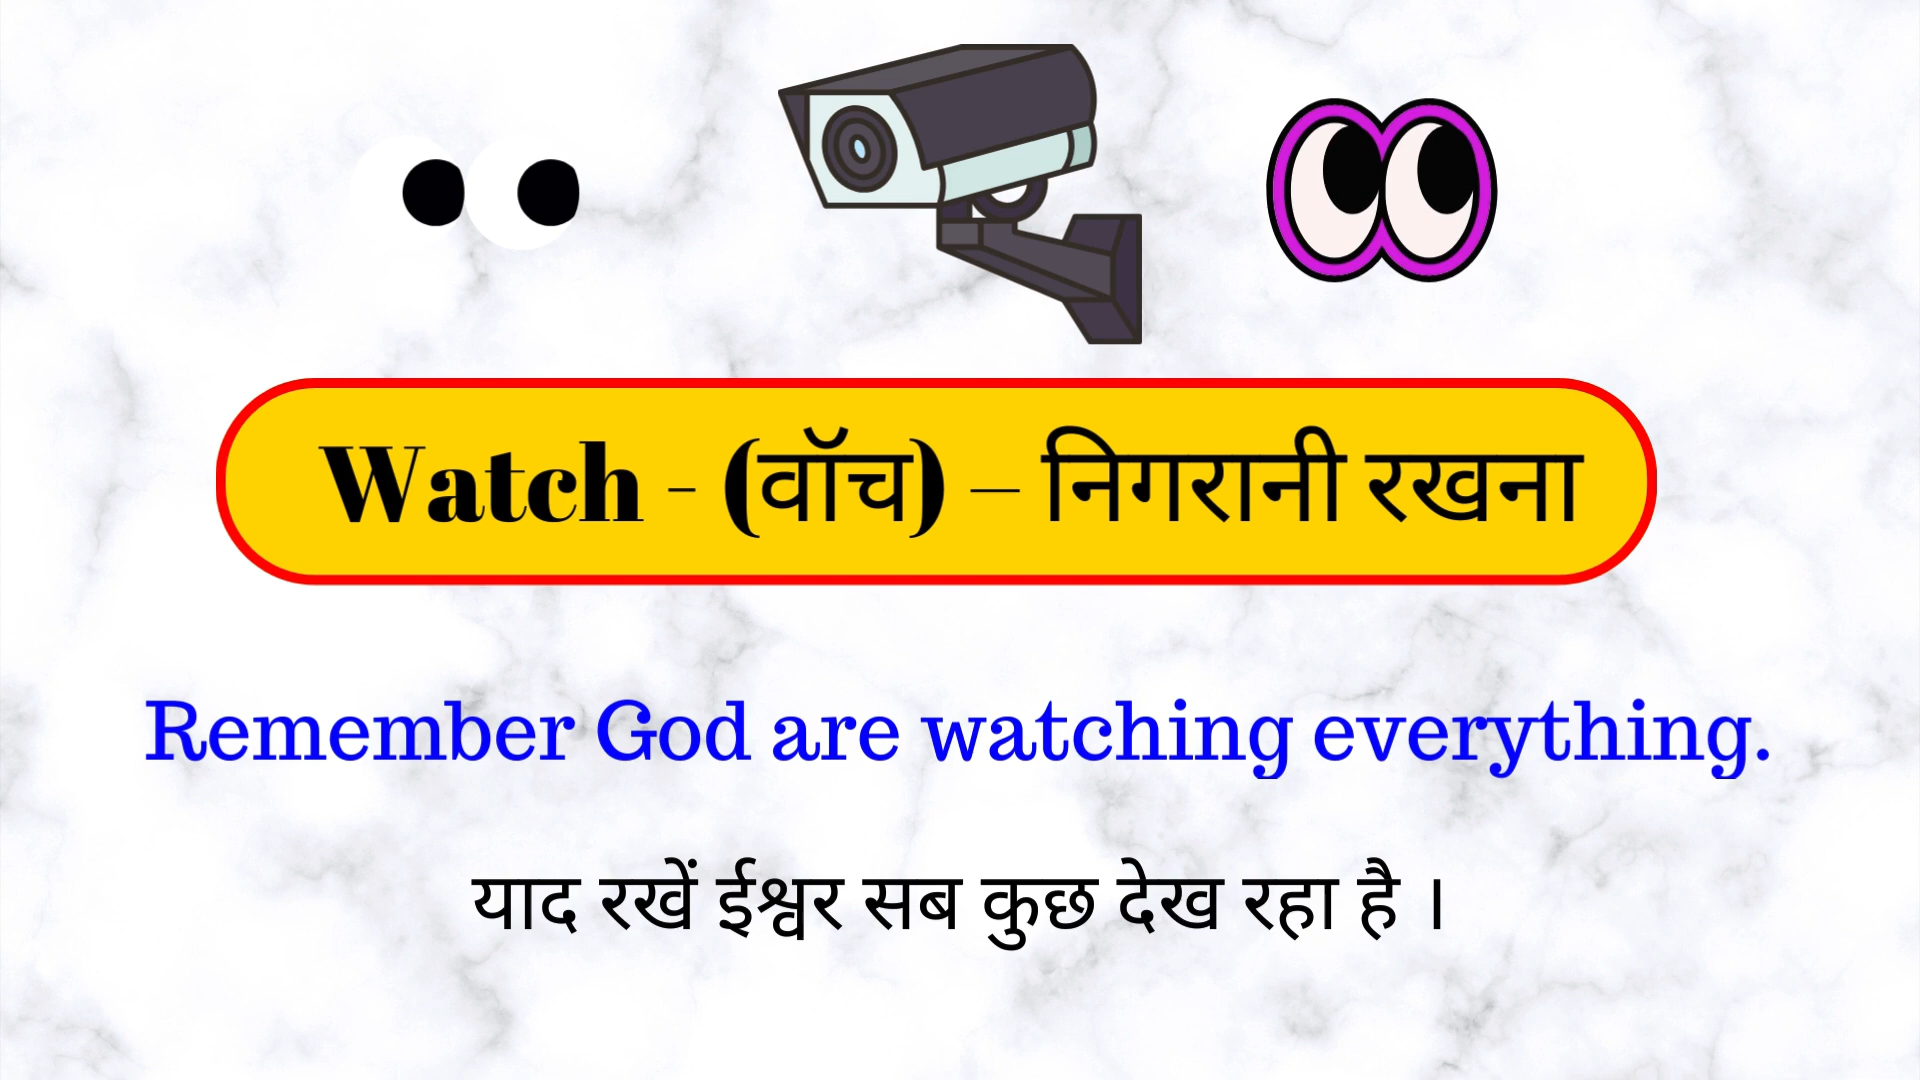 Watch - (वॉच) – निगरानी रखना
Remember God are watching everything.
याद रखें ईश्वर सब कुछ देख रहा है ।